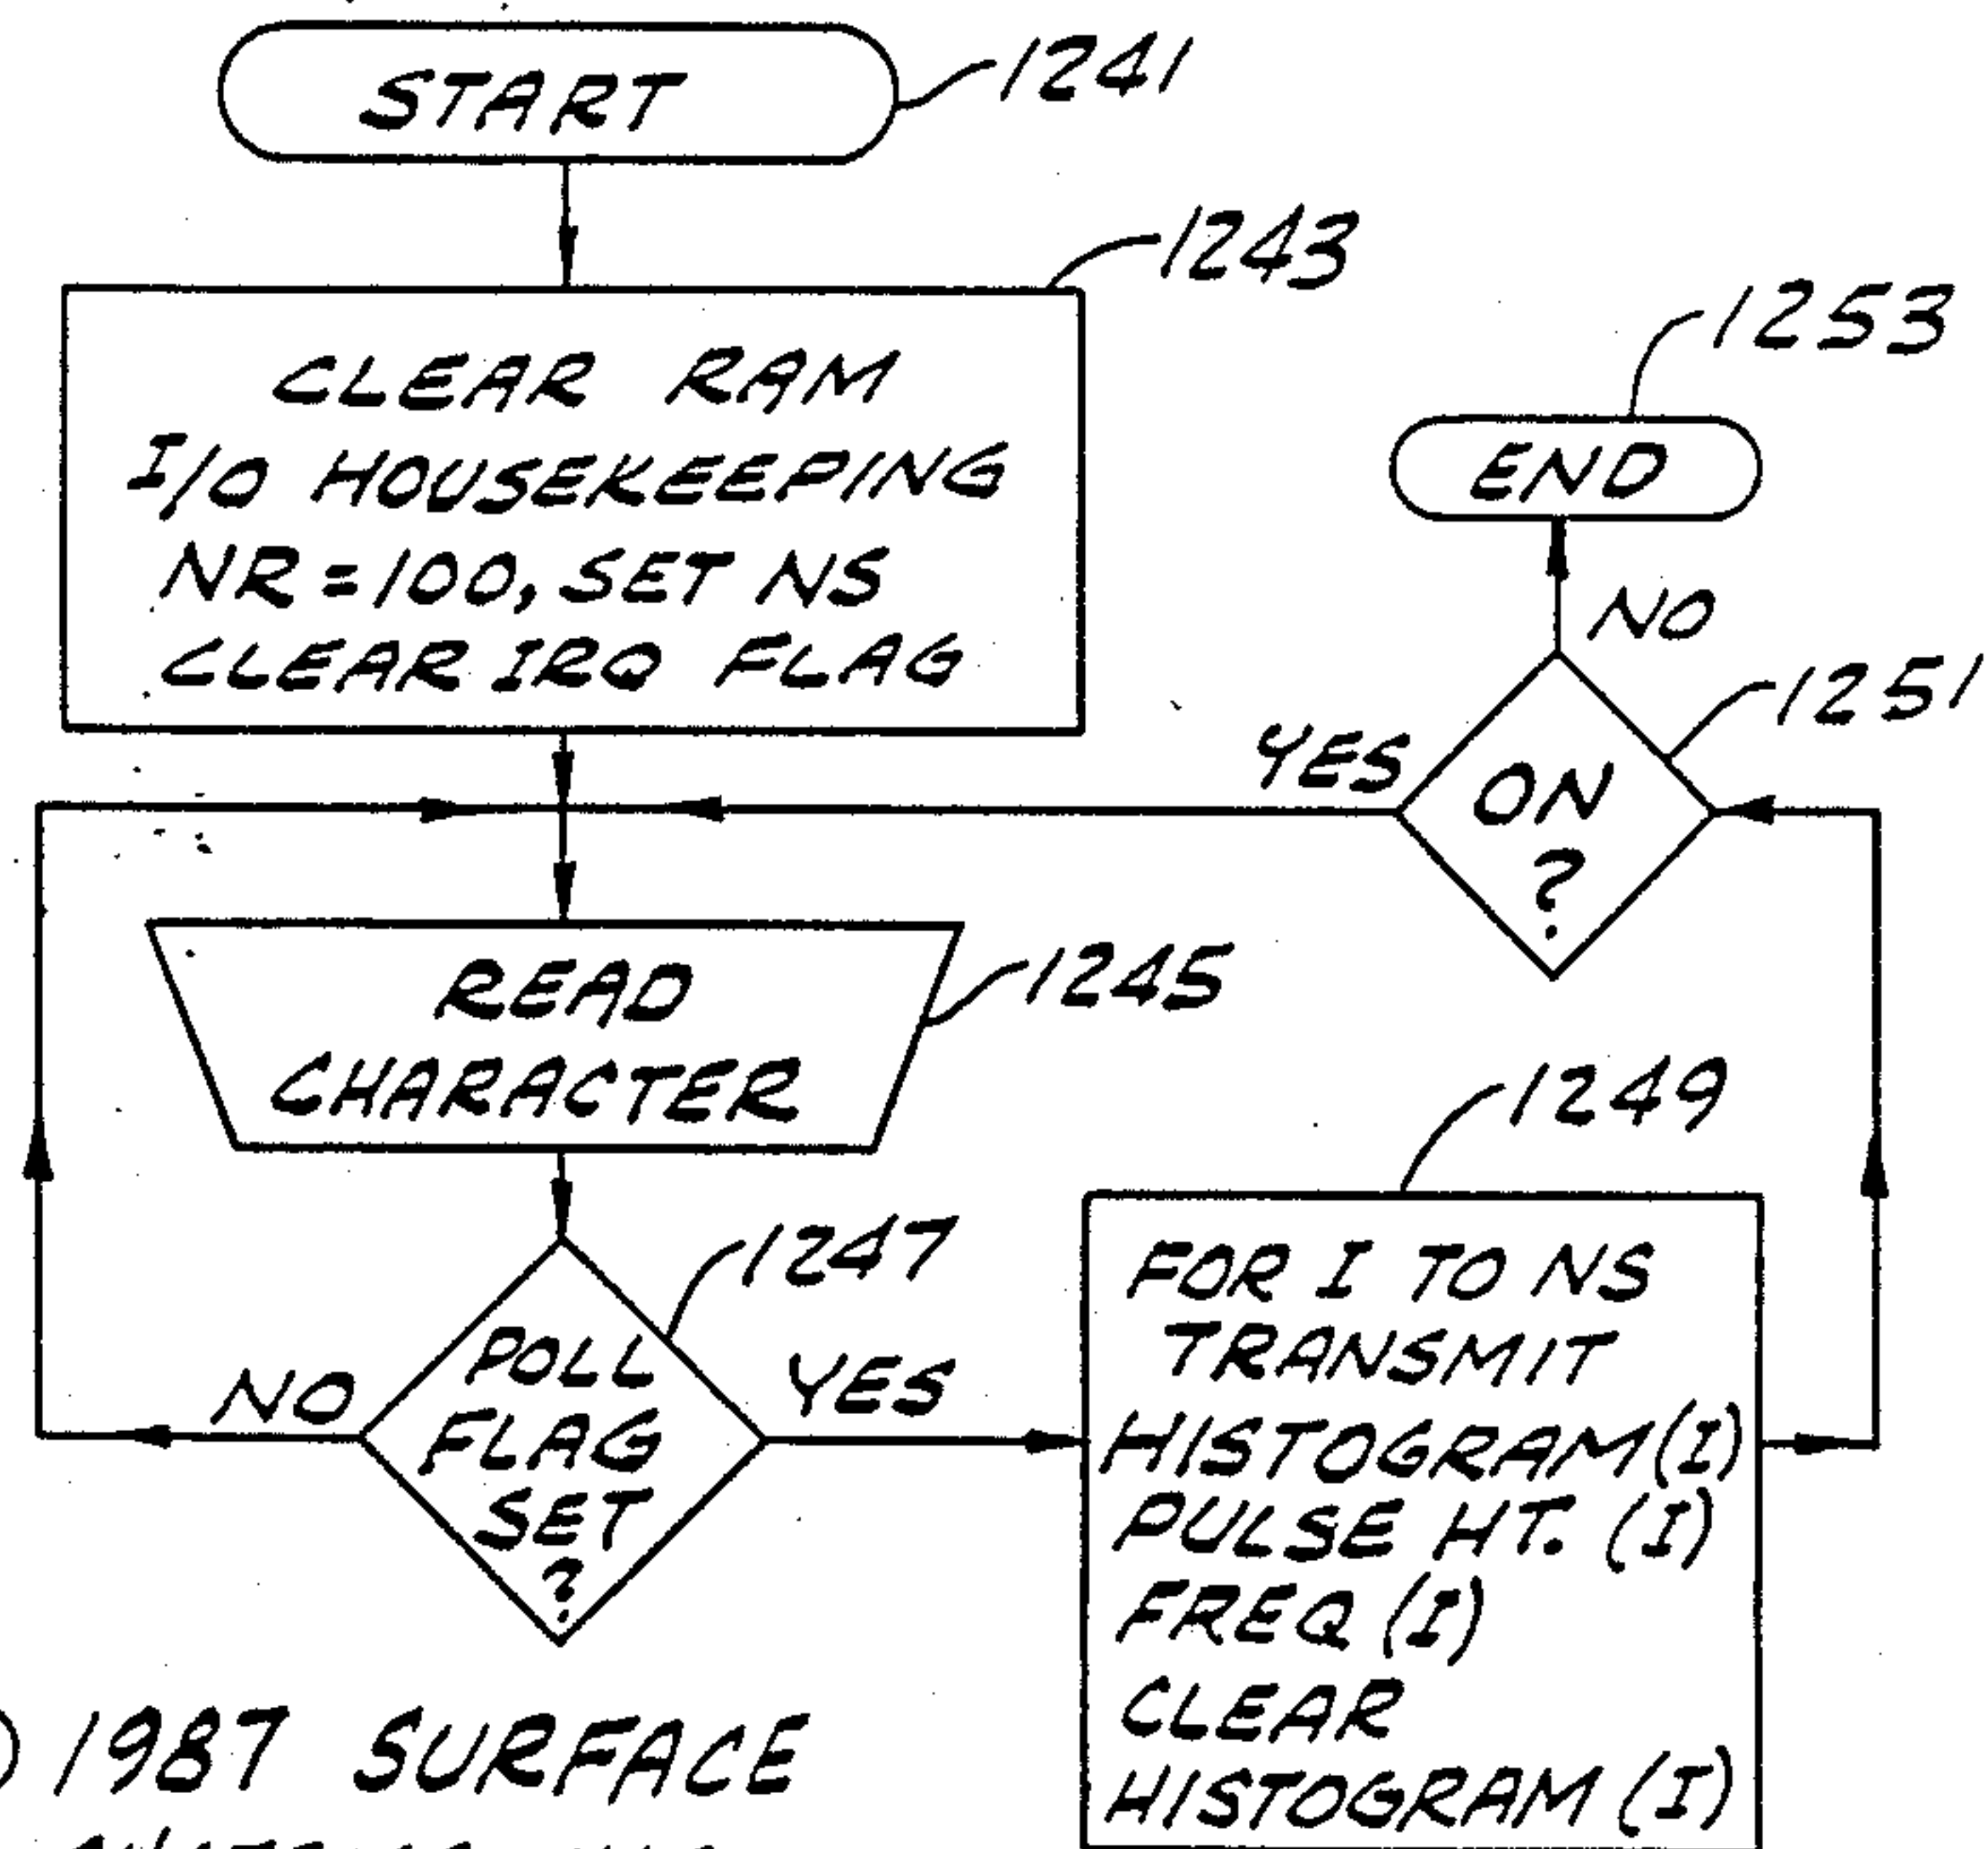 START
1241
1243
CLEAR RAM
I/O HOUSEKEEPING
NR=100, SET NS
CLEAR IRQ FLAG
1253
END
NO
1251
YES
ON
?
READ
CHARACTER
1245
1247
POLL
FLAG
SET
?
NO
YES
1249
FOR I TO NS
TRANSMIT
HISTOGRAM (I)
PULSE HT. (I)
FREQ (I)
CLEAR
HISTOGRAM (I)
) 1987 SURFACE